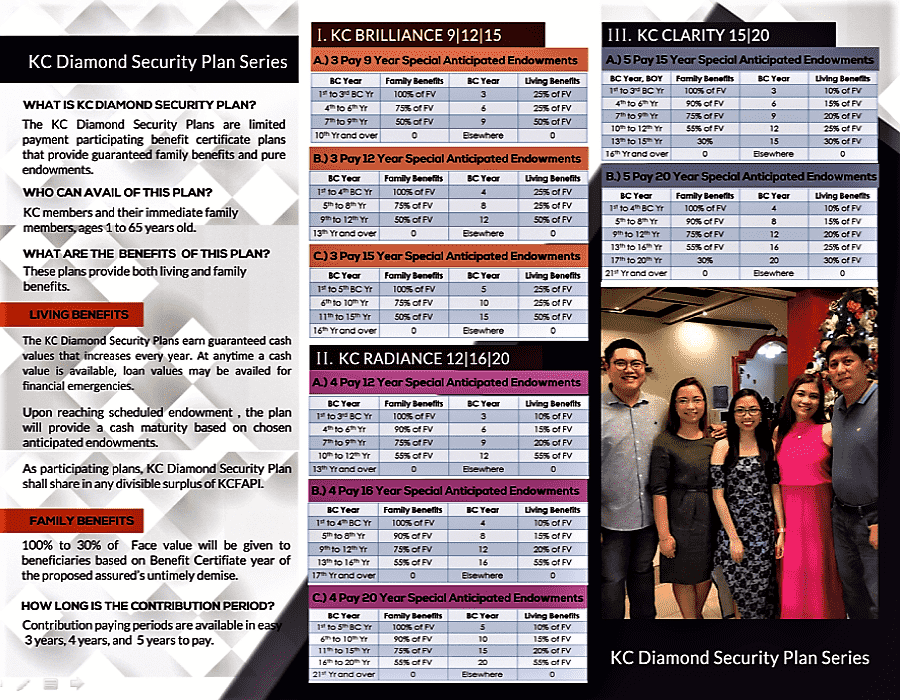 KC Diamond Security Plan Series
WHAT IS KC DIAMOND SECURITY PLAN?
The KC Diamond Security Plans are limited
payment participating benefit certificate plans
that provide guaranteed family benefits and pure
endowments.
WHO CAN AVAIL OF THIS PLAN?
KC members and their immediate family
members, ages 1 to 65 years old.
WHAT ARE THE BENEFITS OF THIS PLAN?
These plans provide both living and family
benefits.
LIVING BENEFITS
The KC Diamond Security Plans earn guaranteed cash
values that increases every year. At anytime a cash
value is available, loan values may be availed for
financial emergencies.
Upon reaching scheduled endowment , the plan
will provide a cash maturity based on chosen
anticipated endowments.
As participating plans, KC Diamond Security Plan
shall share in any divisible surplus of KCFAPI.
FAMILY BENEFITS
100% to 30% of Face value will be given to
beneficiaries based on Benefit Certifiate year of
the proposed assured's untimely demise.
HOW LONG IS THE CONTRIBUTION PERIOD?
Contribution paying periods are available in easy
3 years, 4 years, and 5 years to pay.
I. KC BRILLIANCE 9|12|15
A.) 3 Pay 9 Year Special Anticipated Endowments
BC Year Family Benefits BC Year Living Benefits
1st to 3rd BC Yr 100% of FV 3 25% of FV
4th to 6th Yr 75% of FV 6 25% of FV
7th to 9th Yr 50% of FV 9 50% of FV
10th Yr and over 0 Elsewhere 0
B.) 3 Pay 12 Year Special Anticipated Endowments
BC Year Family Benefits BC Year Living Benefits
1st to 4th BC Yr 100% of FV 4 25% of FV
5th to 8th Yr 75% of FV 8 25% of FV
9th to 12th Yr 50% of FV 12 50% of FV
13th Yr and over 0 Elsewhere 0
C.) 3 Pay 15 Year Special Anticipated Endowments
BC Year Family Benefits BC Year Living Benefits
1st to 5th BC Yr 100% of FV 5 25% of FV
6th to 10th Yr 75% of FV 10 25% of FV
11th to 15th Yr 50% of FV 15 50% of FV
16th Yr and over 0 Elsewhere 0
II. KC RADIANCE 12|16|20
A.) 4 Pay 12 Year Special Anticipated Endowments
BC Year Family Benefits BC Year Living Benefits
1st to 3rd BC Yr 100% of FV 3 10% of FV
4th to 6th Yr 90% of FV 6 15% of FV
7th to 9th Yr 75% of FV 9 20% of FV
10th to 12th Yr 55% of FV 12 55% of FV
13th Yr and over 0 Elsewhere 0
B.) 4 Pay 16 Year Special Anticipated Endowments
BC Year Family Benefits BC Year Living Benefits
1st to 4th BC Yr 100% of FV 4 10% of FV
5th to 8th Yr 90% of FV 8 15% of FV
9th to 12th Yr 75% of FV 12 20% of FV
13th to 16th Yr 55% of FV 16 55% of FV
17th Yr and over 0 Elsewhere 0
C.) 4 Pay 20 Year Special Anticipated Endowments
BC Year Family Benefits BC Year Living Benefits
1st to 5th BC Yr 100% of FV 5 10% of FV
6th to 10th Yr 90% of FV 10 15% of FV
11th to 15th Yr 75% of FV 15 20% of FV
16th to 20th Yr 55% of FV 20 55% of FV
21st Yr and over 0 Elsewhere 0
III. KC CLARITY 15|20
A.) 5 Pay 15 Year Special Anticipated Endowments
BC Year, BOY Family Benefits BC Year Living Benefits
1st to 3rd BC Yr 100% of FV 3 10% of FV
4th to 6th Yr 90% of FV 6 15% of FV
7th to 9th Yr 75% of FV 9 20% of FV
10th to 12th Yr 55% of FV 12 25% of FV
13th to 15th Yr 30% 15 30% of FV
16th Yr and over 0 Elsewhere 0
B.) 5 Pay 20 Year Special Anticipated Endowments
BC Year Family Benefits BC Year Living Benefits
1st to 4th BC Yr 100% of FV 4 10% of FV
5th to 8th Yr 90% of FV 8 15% of FV
9th to 12th Yr 75% of FV 12 20% of FV
13th to 16th Yr 55% of FV 16 25% of FV
17th to 20th Yr 30% 20 30% of FV
21st Yr and over 0 Elsewhere 0
KC Diamond Security Plan Series